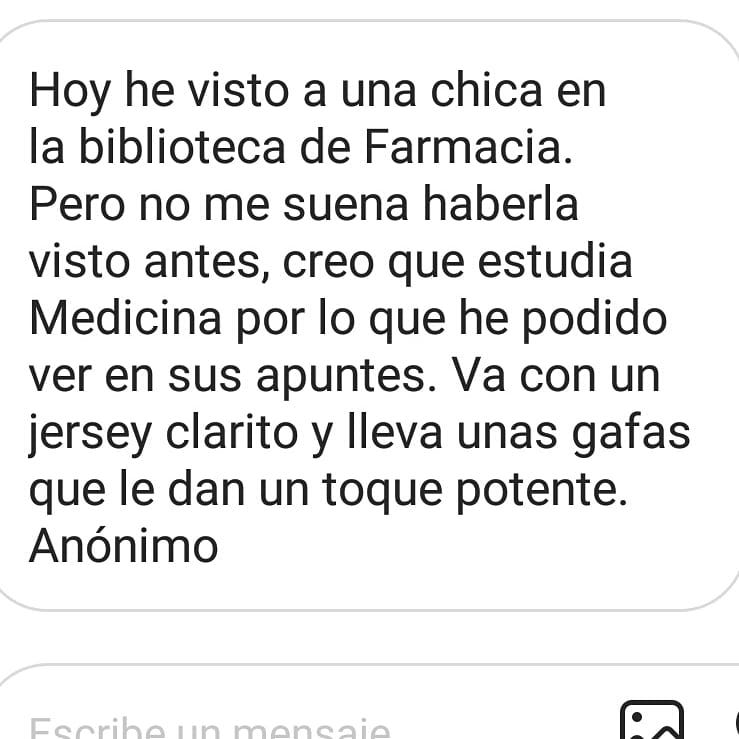 Hoy he visto a una chica en
la biblioteca de Farmacia.
Pero no me suena haberla
visto antes, creo que estudia
Medicina por lo que he podido
ver en sus apuntes. Va con un
jersey clarito y lleva unas gafas
que le dan un toque potente.
Anónimo
Escribe un mensaje